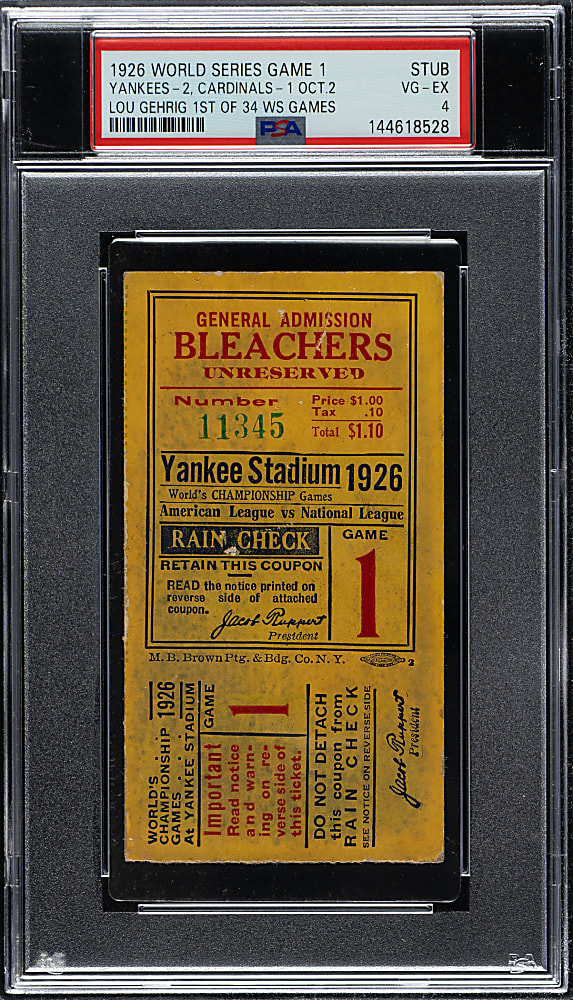 1926 WORLD SERIES GAME 1 STUB
YANKEES-2, CARDINALS-1 OCT.2 VG-EX
LOU GEHRIG 1ST OF 34 WS GAMES 4
PSA 144618528
GENERAL ADMISSION
BLEACHERS
UNRESERVED
Number
11345
Price $1.00
Tax .10
Total $1.10
Yankee Stadium 1926
World's CHAMPIONSHIP Games
American League vs National League
RAIN CHECK
RETAIN THIS COUPON
READ the notice printed on
reverse side of attached
coupon.
Jacob Ruppert
President
GAME
1
M. B. Brown Ptg. & Bdg. Co. N. Y.
2
WORLD'S 1926
CHAMPIONSHIP
GAMES . . . .
At YANKEE STADIUM
GAME
1
Important
Read notice
and warn-
ing on re-
verse side of
this ticket.
DO NOT DETACH
this coupon from
RAIN CHECK
SEE NOTICE ON REVERSE SIDE
Jacob Ruppert
President